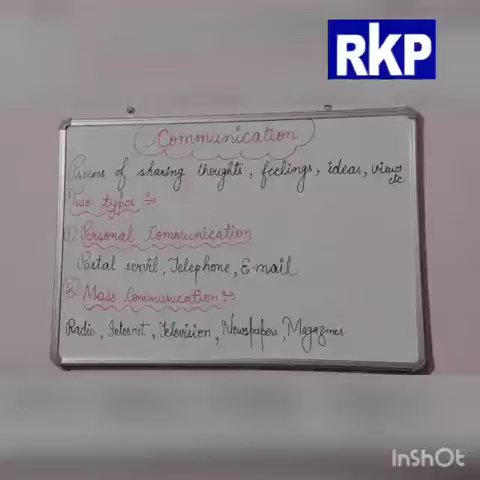 RKP
Communication
Process of sharing thoughts, feelings, ideas, views
etc
Two types :-
① Personal Communication
Postal servil, Telephone, E-mail
② Mass Communication :-
Radio, Internet, Television, Newspapers, Magazines
InShOt